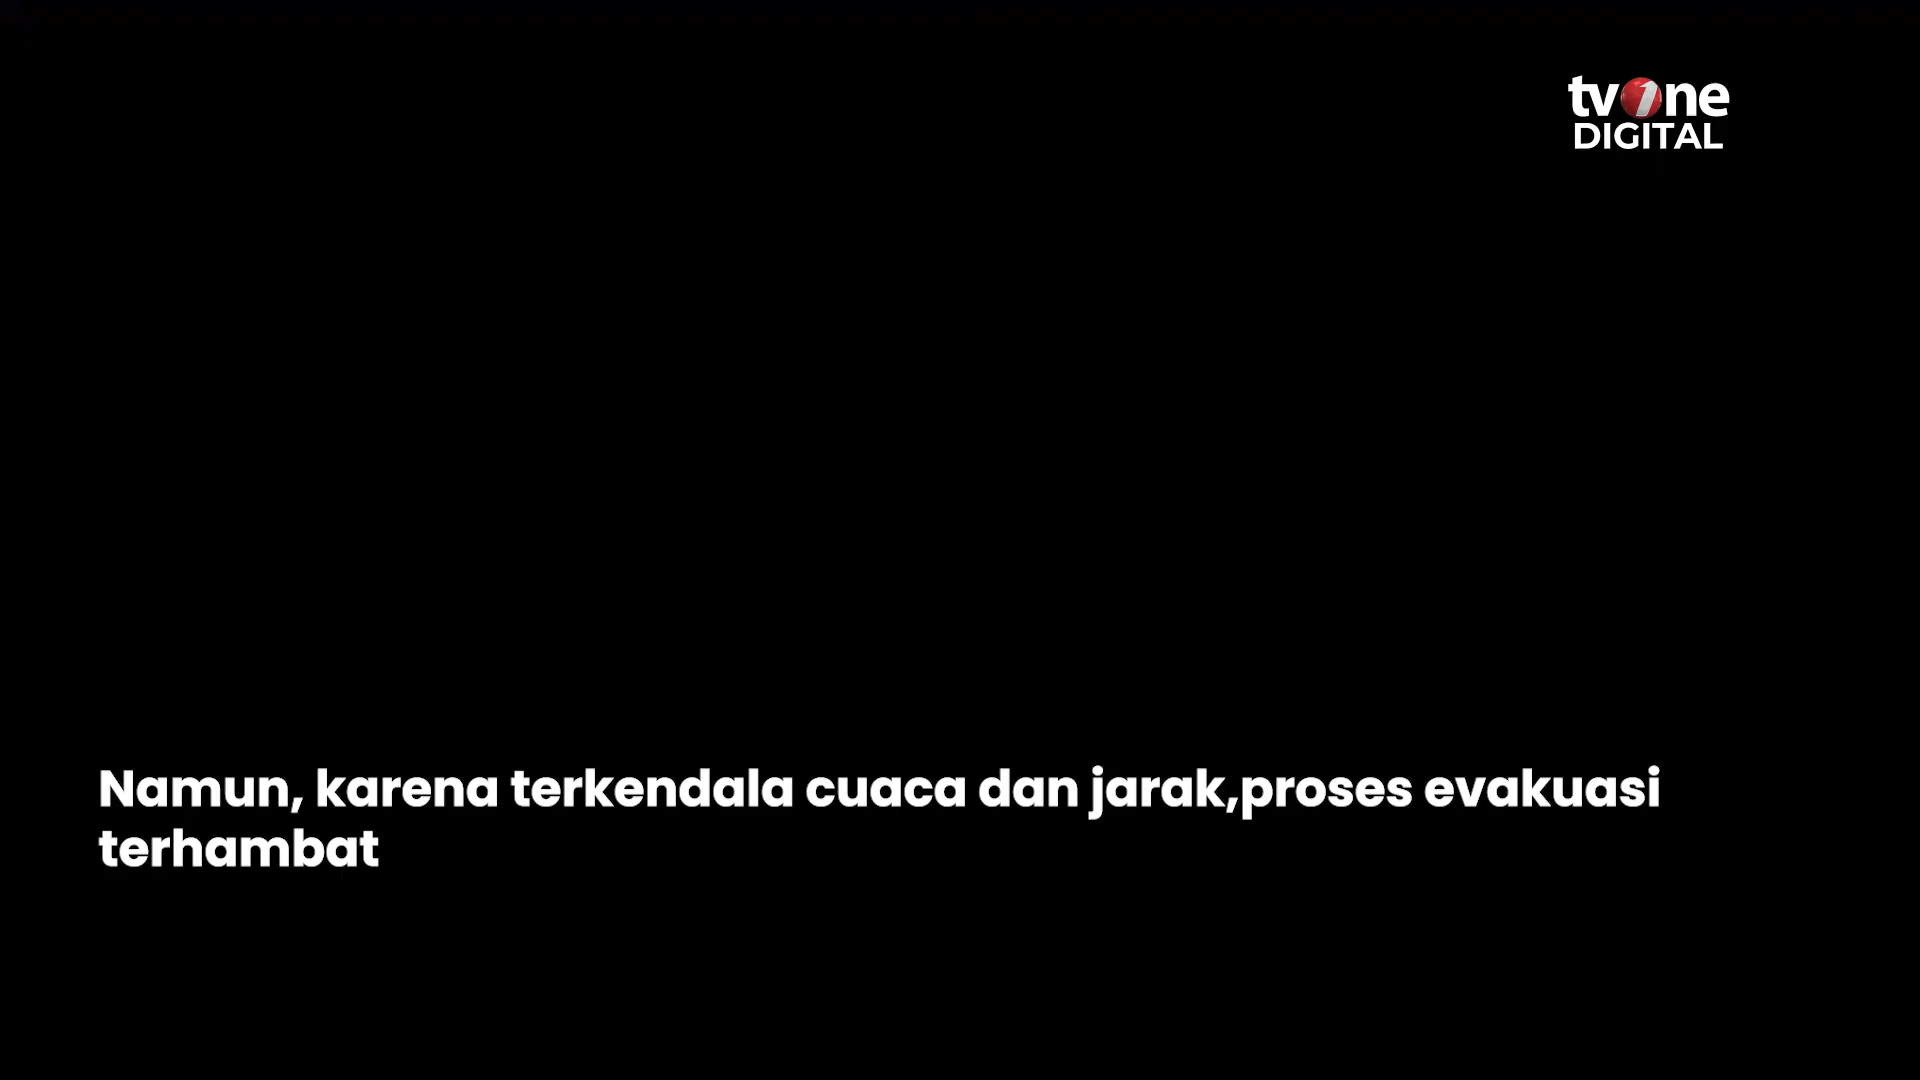 tvOne
DIGITAL
Namun, karena terkendala cuaca dan jarak,proses evakuasi
terhambat